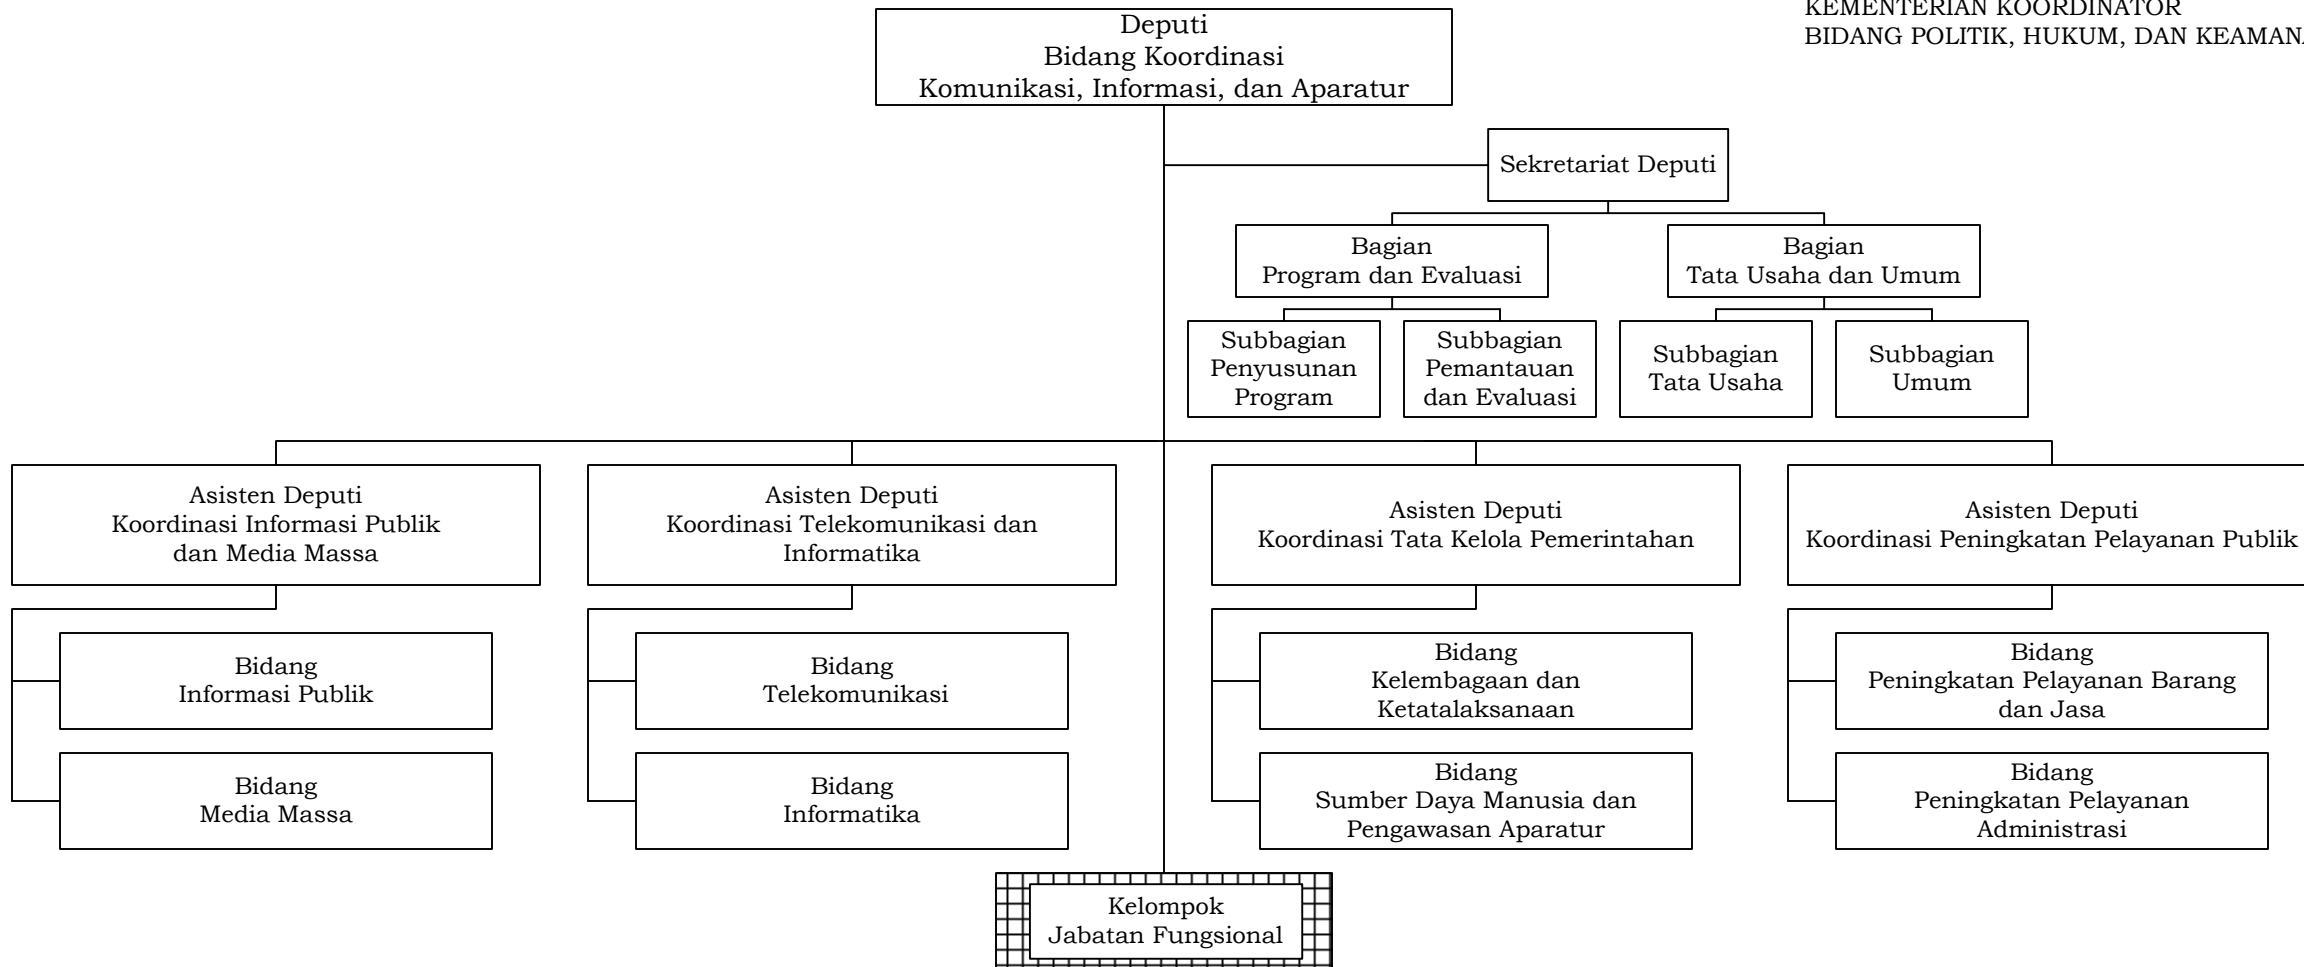 KEMENTERIAN KOORDINATOR
BIDANG POLITIK, HUKUM, DAN
Deputi
Bidang Koordinasi
Komunikasi, Informasi, dan Aparatur
Sekretariat Deputi
Bagian
Program dan Evaluasi
Bagian
Tata Usaha dan Umum
Subbagian
Penyusunan
Program
Subbagian
Pemantauan
dan Evaluasi
Subbagian
Tata Usaha
Subbagian
Umum
Asisten Deputi
Koordinasi Informasi Publik
dan Media Massa
Asisten Deputi
Koordinasi Telekomunikasi dan
Informatika
Asisten Deputi
Koordinasi Tata Kelola Pemerintahan
Asisten Deputi
Koordinasi Peningkatan Pelayanan Publik
Bidang
Informasi Publik
Bidang
Telekomunikasi
Bidang
Kelembagaan dan
Ketatalaksanaan
Bidang
Peningkatan Pelayanan Barang
dan Jasa
Bidang
Media Massa
Bidang
Informatika
Bidang
Sumber Daya Manusia dan
Pengawasan Aparatur
Bidang
Peningkatan Pelayanan
Administrasi
Kelompok
Jabatan Fungsional